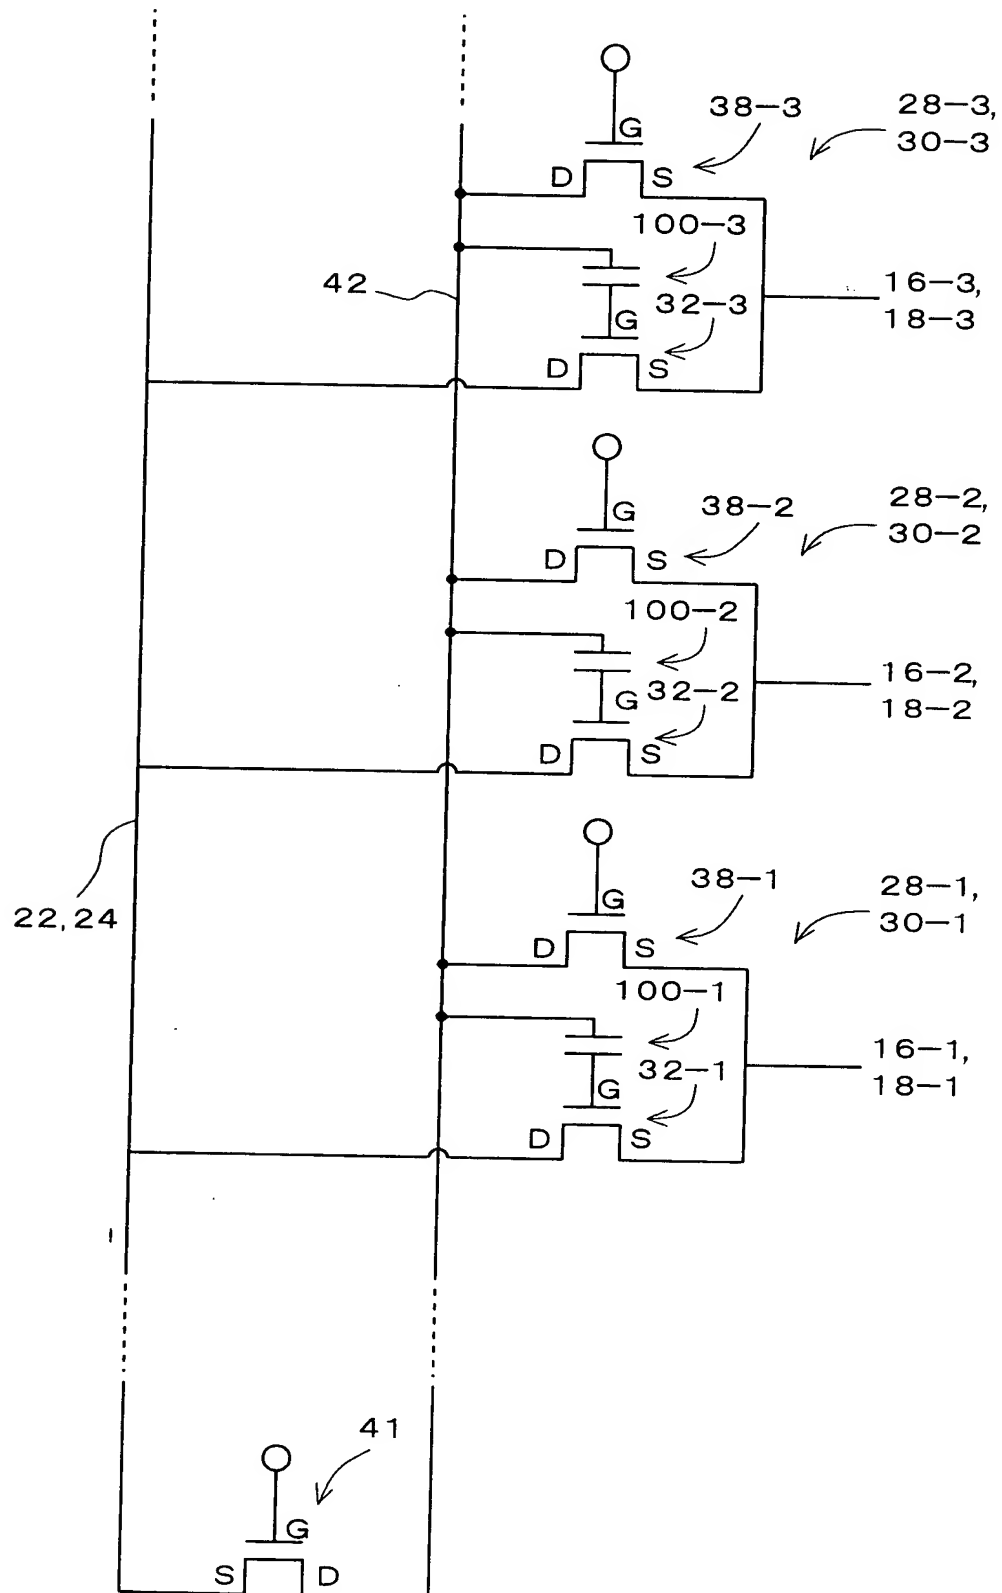 G
38-3
28-3,
30-3
D
S
100-3
42
16-3,
18-3
32-3
G
D
S
G
38-2
28-2,
30-2
D
S
100-2
16-2,
18-2
32-2
G
D
S
22,24
G
38-1
28-1,
30-1
D
S
100-1
16-1,
18-1
32-1
G
D
S
41
G
S
D